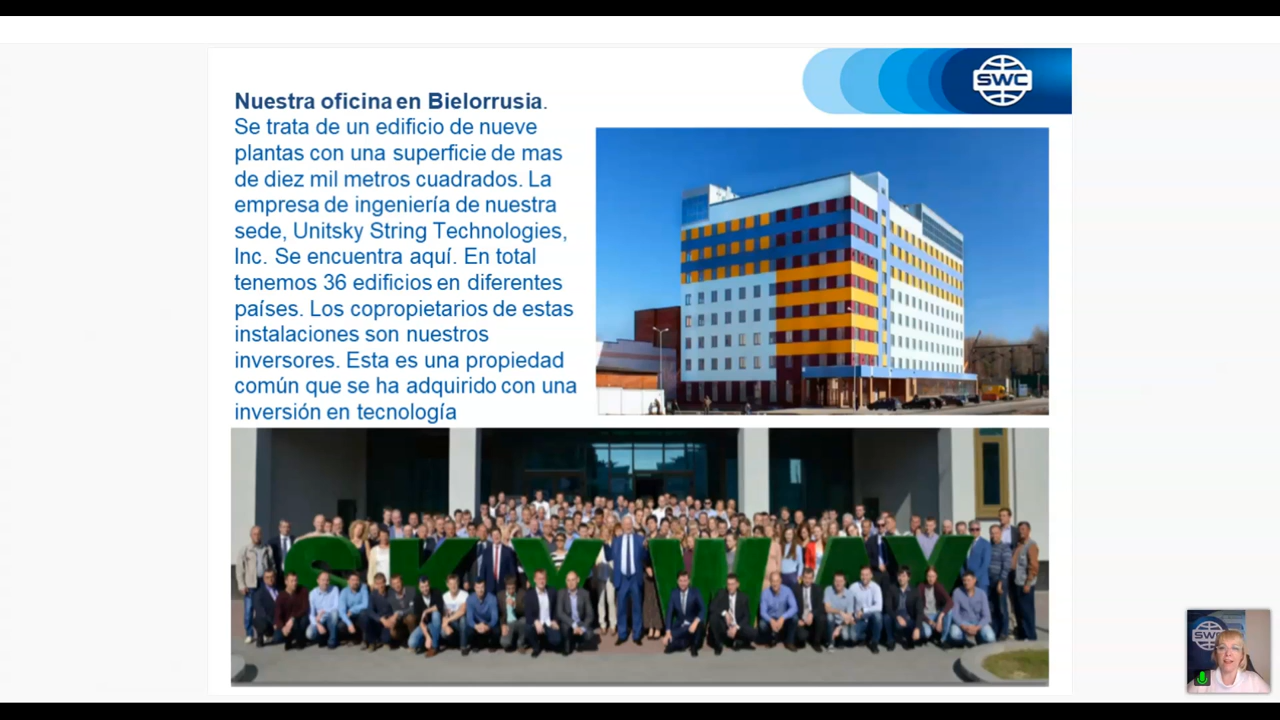 SWC
Nuestra oficina en Bielorrusia.
Se trata de un edificio de nueve
plantas con una superficie de mas
de diez mil metros cuadrados. La
empresa de ingeniería de nuestra
sede, Unitsky String Technologies,
Inc. Se encuentra aquí. En total
tenemos 36 edificios en diferentes
países. Los copropietarios de estas
instalaciones son nuestros
inversores. Esta es una propiedad
común que se ha adquirido con una
inversión en tecnología
SKYWAY
SWC